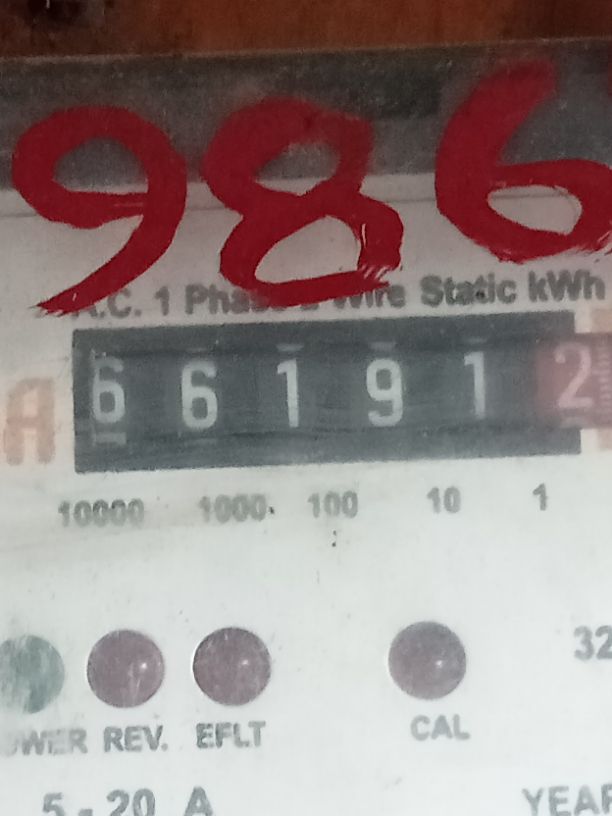 986
A.C. 1 Phase 2 Wire Static kWh
A
6 6 1 9 1 2
10000 1000 100 10 1
32
POWER REV. EFLT CAL
5 - 20 A
YEAR